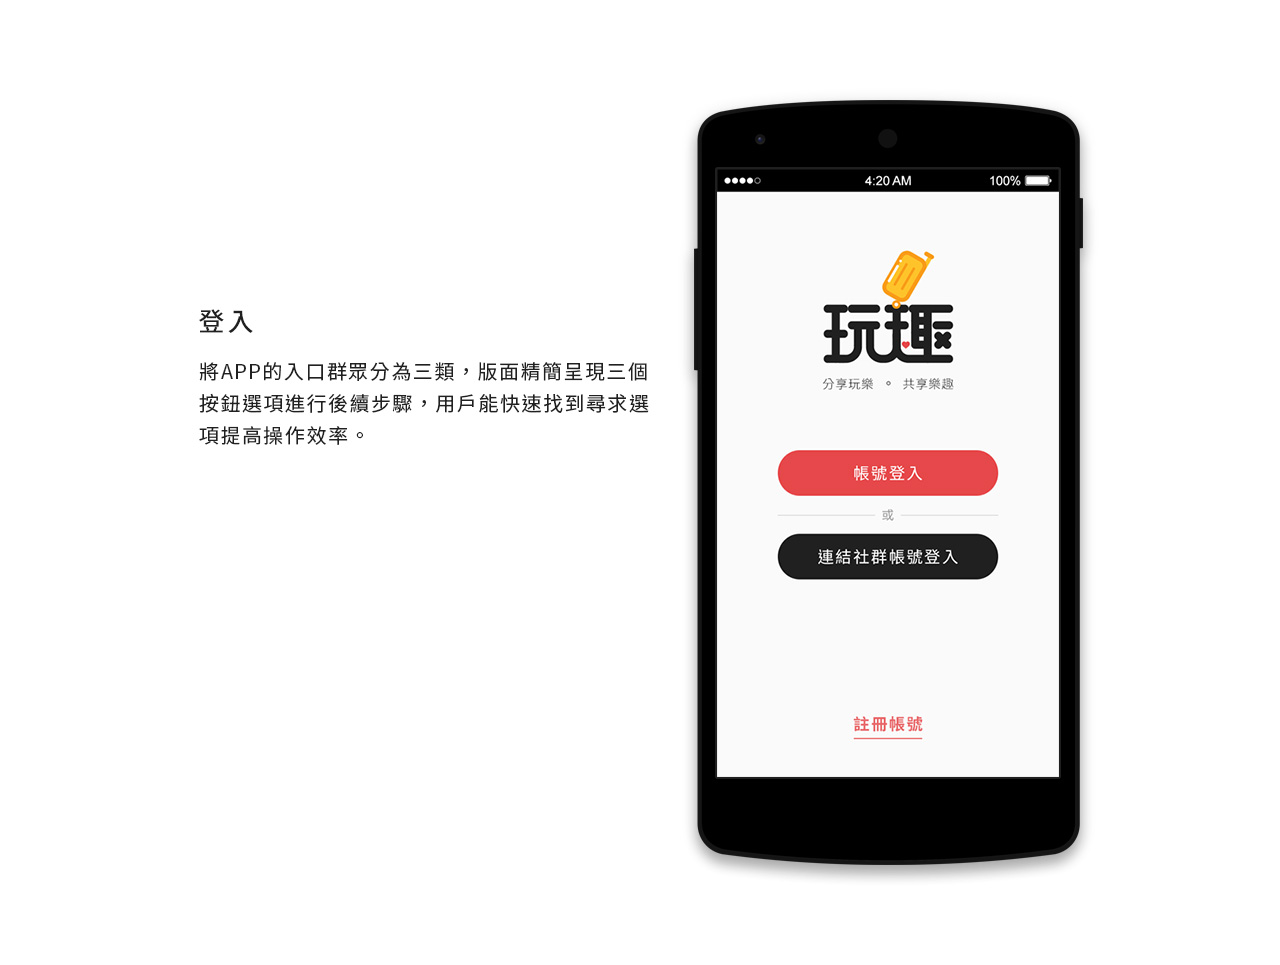 登入
將APP的入口群眾分為三類，版面精簡呈現三個
按鈕選項進行後續步驟，用戶能快速找到尋求選
項提高操作效率。
4:20 AM
100%
玩趣
分享玩樂 。 共享樂趣
帳號登入
或
連結社群帳號登入
註冊帳號